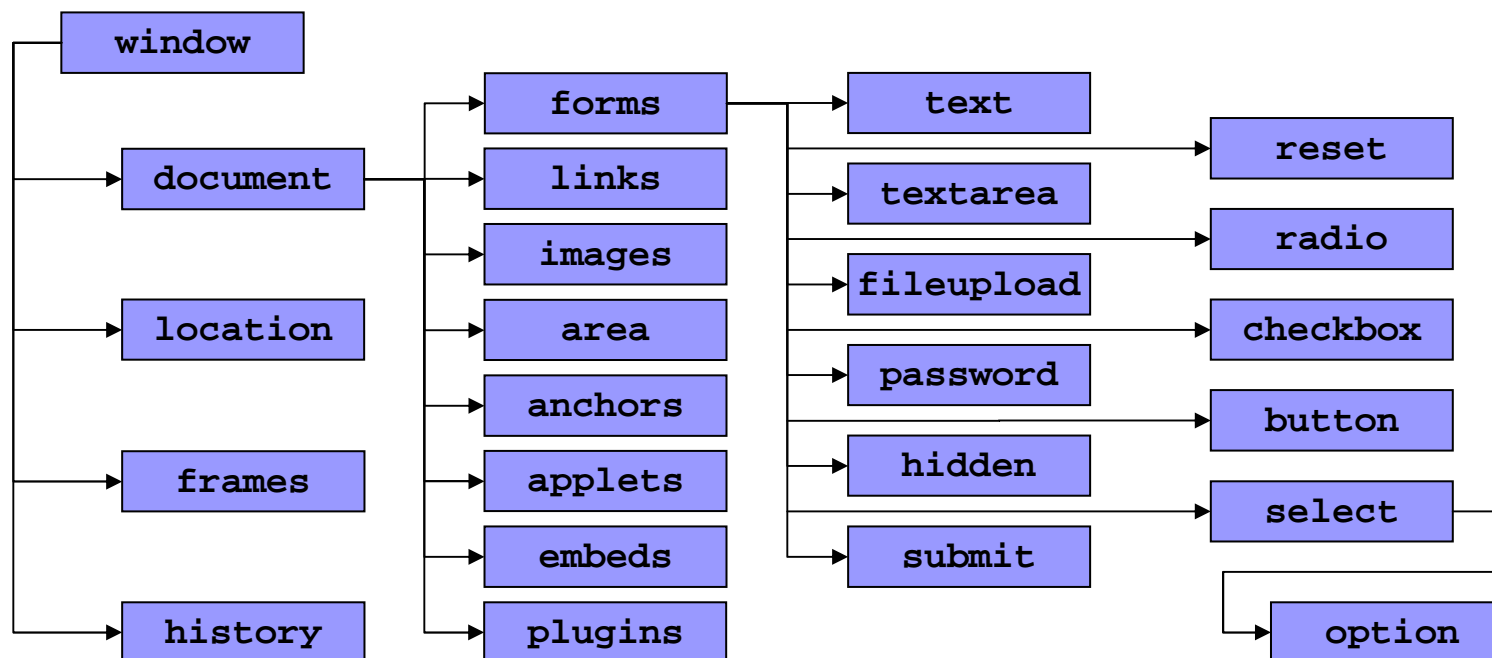 window
document
location
frames
history
forms
links
images
area
anchors
applets
embeds
plugins
text
textarea
fileupload
password
hidden
submit
reset
radio
checkbox
button
select
option